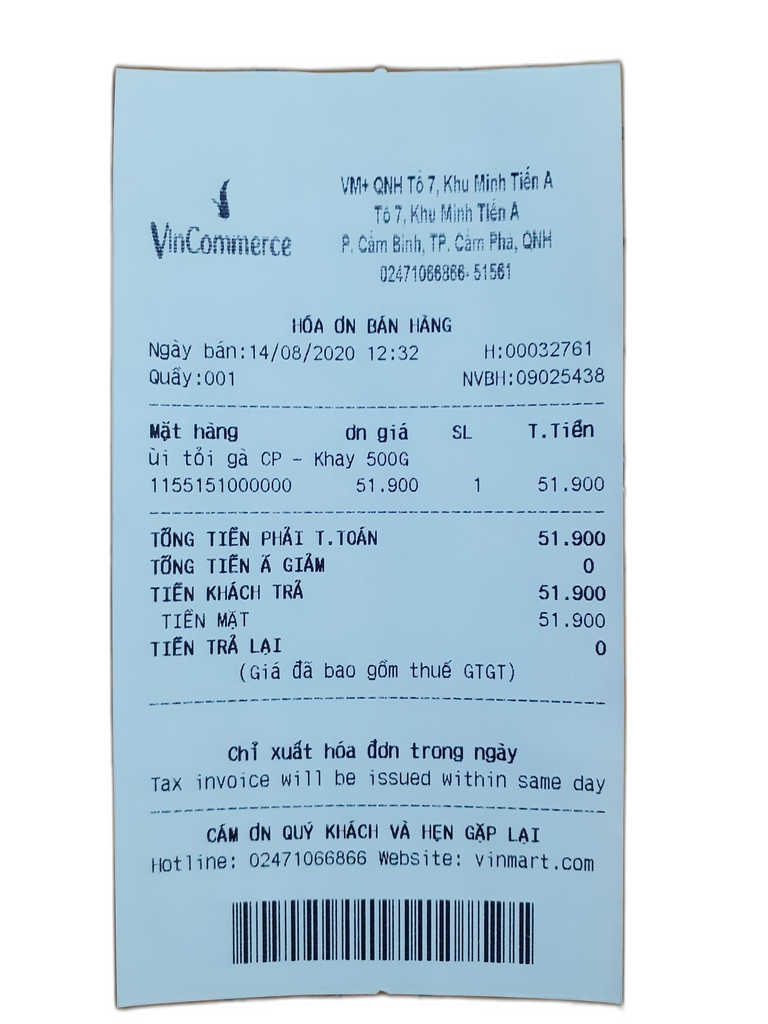 VinCommerce
VM+ QNH Tổ 7, Khu Minh Tiến A
Tổ 7, Khu Minh Tiến A
P. Cẩm Bình, TP. Cẩm Phả, QNH
02471066866-51561
HÓA ƠN BÁN HÀNG
Ngày bán:14/08/2020 12:32 H:00032761
Quầy:001 NVBH:09025438
Mặt hàng ơn giá SL T.Tiền
ùi tỏi gà CP - Khay 500G
1155151000000 51.900 1 51.900
TỔNG TIỀN PHẢI T.TOÁN 51.900
TỔNG TIỀN Ã GIẢM 0
TIỀN KHÁCH TRẢ 51.900
TIỀN MẶT 51.900
TIỀN TRẢ LẠI 0
(Giá đã bao gồm thuế GTGT)
Chỉ xuất hóa đơn trong ngày
Tax invoice will be issued within same day
CẢM ƠN QUÝ KHÁCH VÀ HẸN GẶP LẠI
Hotline: 02471066866 Website: vinmart.com